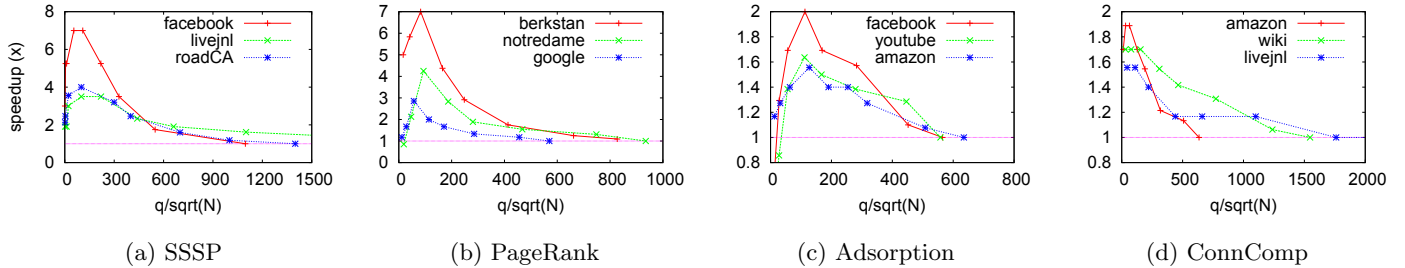 speedup (x)
8
6
4
2
0
facebook
livejnl
roadCA
0 300 600 900 1200 1500
q/sqrt(N)
(a) SSSP
7
6
5
4
3
2
1
0
berkstan
notredame
google
0 200 400 600 800 1000
q/sqrt(N)
(b) PageRank
2
1.8
1.6
1.4
1.2
1
0.8
facebook
youtube
amazon
0 200 400 600 800
q/sqrt(N)
(c) Adsorption
2
1.8
1.6
1.4
1.2
1
0.8
amazon
wiki
livejnl
0 500 1000 1500 2000
q/sqrt(N)
(d) ConnComp